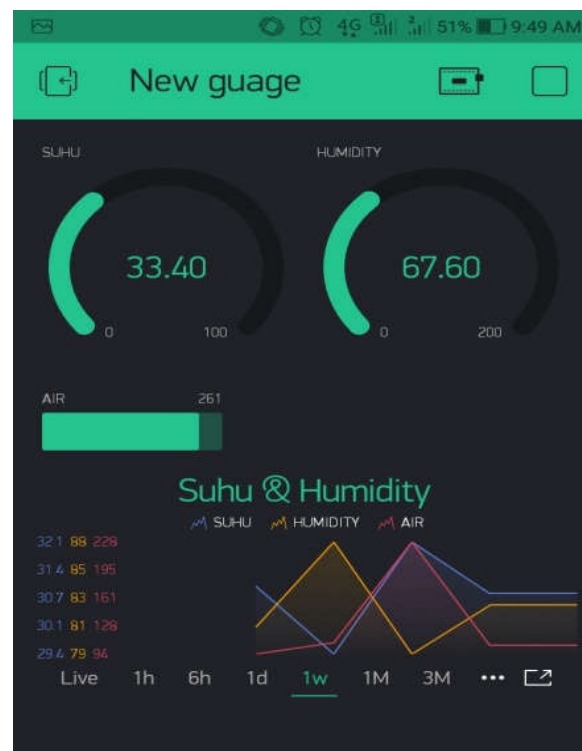 4G 2 51% 9:49 AM
New guage
SUHU HUMIDITY
33.40 67.60
0 100 0 200
AIR 261
Suhu & Humidity
SUHU HUMIDITY AIR
32.1 88 228
31.4 85 195
30.7 83 161
30.1 81 128
29.4 79 94
Live 1h 6h 1d 1w 1M 3M •••